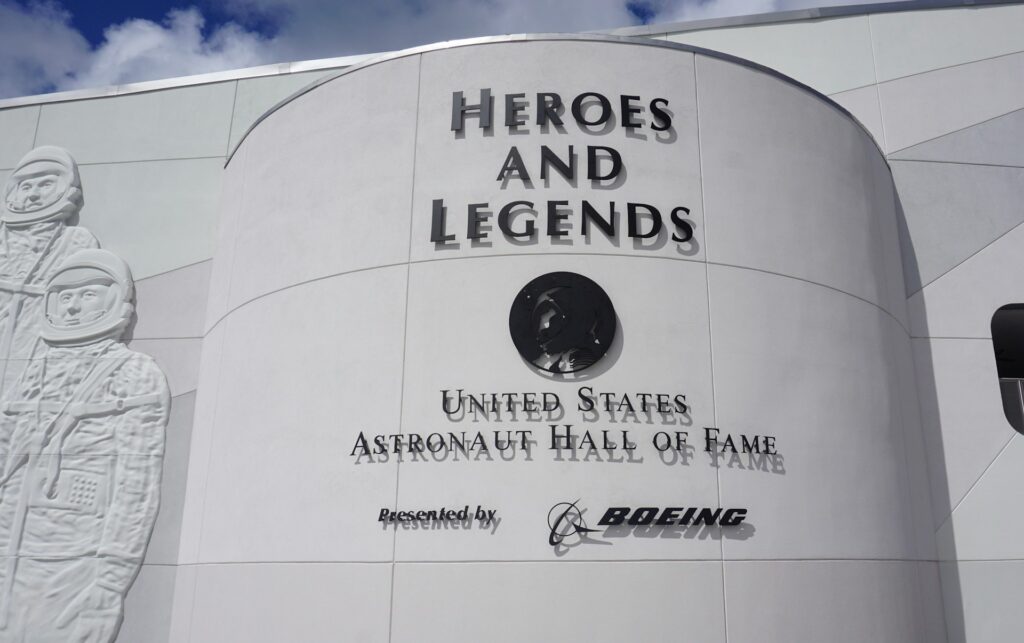 HEROES
AND
LEGENDS
UNITED STATES
ASTRONAUT HALL OF FAME
Presented by BOEING